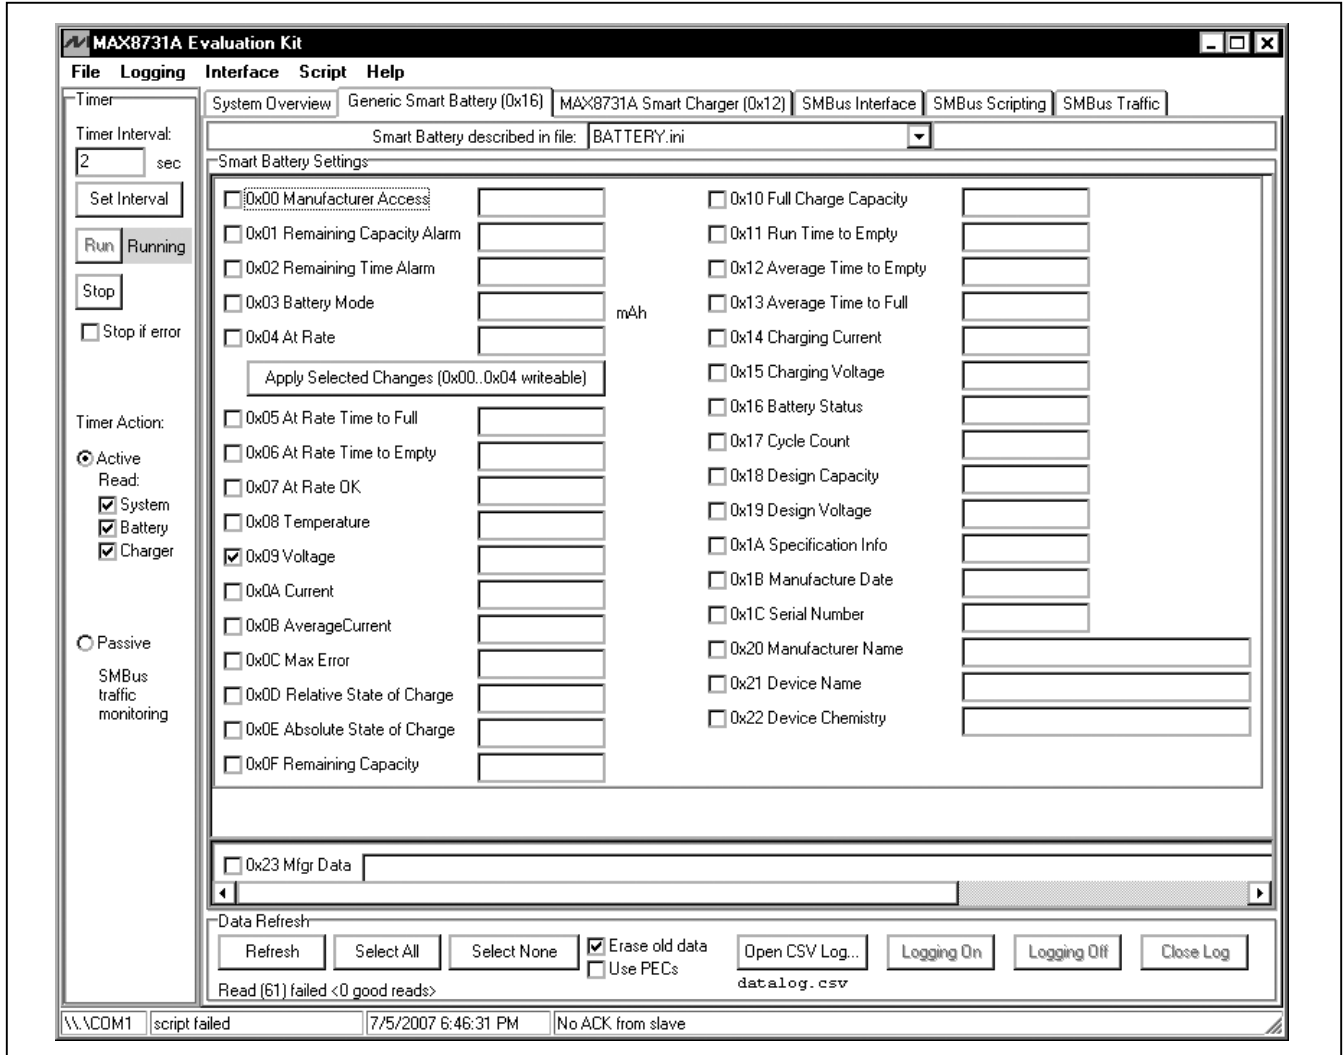 MAX8731A Evaluation Kit
File Logging Interface Script Help
Timer
Timer Interval:
2 sec
Set Interval
Run Running
Stop
Stop if error
Timer Action:
Active
Read:
System
Battery
Charger
Passive
SMBus
traffic
monitoring
System Overview Generic Smart Battery (0x16) MAX8731A Smart Charger (0x12) SMBus Interface SMBus Scripting SMBus Traffic
Smart Battery described in file: BATTERY.ini
Smart Battery Settings
0x00 Manufacturer Access
0x01 Remaining Capacity Alarm
0x02 Remaining Time Alarm
0x03 Battery Mode
mAh
0x04 At Rate
Apply Selected Changes (0x00..0x04 writeable)
0x05 At Rate Time to Full
0x06 At Rate Time to Empty
0x07 At Rate OK
0x08 Temperature
0x09 Voltage
0x0A Current
0x0B AverageCurrent
0x0C Max Error
0x0D Relative State of Charge
0x0E Absolute State of Charge
0x0F Remaining Capacity
0x10 Full Charge Capacity
0x11 Run Time to Empty
0x12 Average Time to Empty
0x13 Average Time to Full
0x14 Charging Current
0x15 Charging Voltage
0x16 Battery Status
0x17 Cycle Count
0x18 Design Capacity
0x19 Design Voltage
0x1A Specification Info
0x1B Manufacture Date
0x1C Serial Number
0x20 Manufacturer Name
0x21 Device Name
0x22 Device Chemistry
0x23 Mfgr Data
Data Refresh
Refresh Select All Select None Erase old data Open CSV Log... Logging On Logging Off Close Log
Use PECs
datalog.csv
Read (61) failed <0 good reads>
\\.\COM1 script failed 7/5/2007 6:46:31 PM No ACK from slave